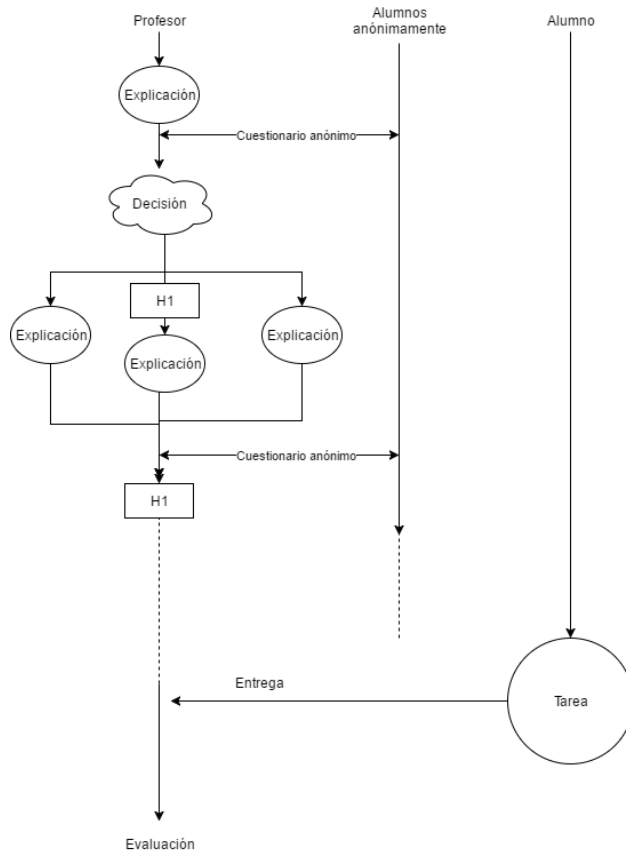 Profesor
Alumnos
anónimamente
Alumno
Explicación
Cuestionario anónimo
Decisión
H1
Explicación
Explicación
Explicación
Cuestionario anónimo
H1
Entrega
Tarea
Evaluación